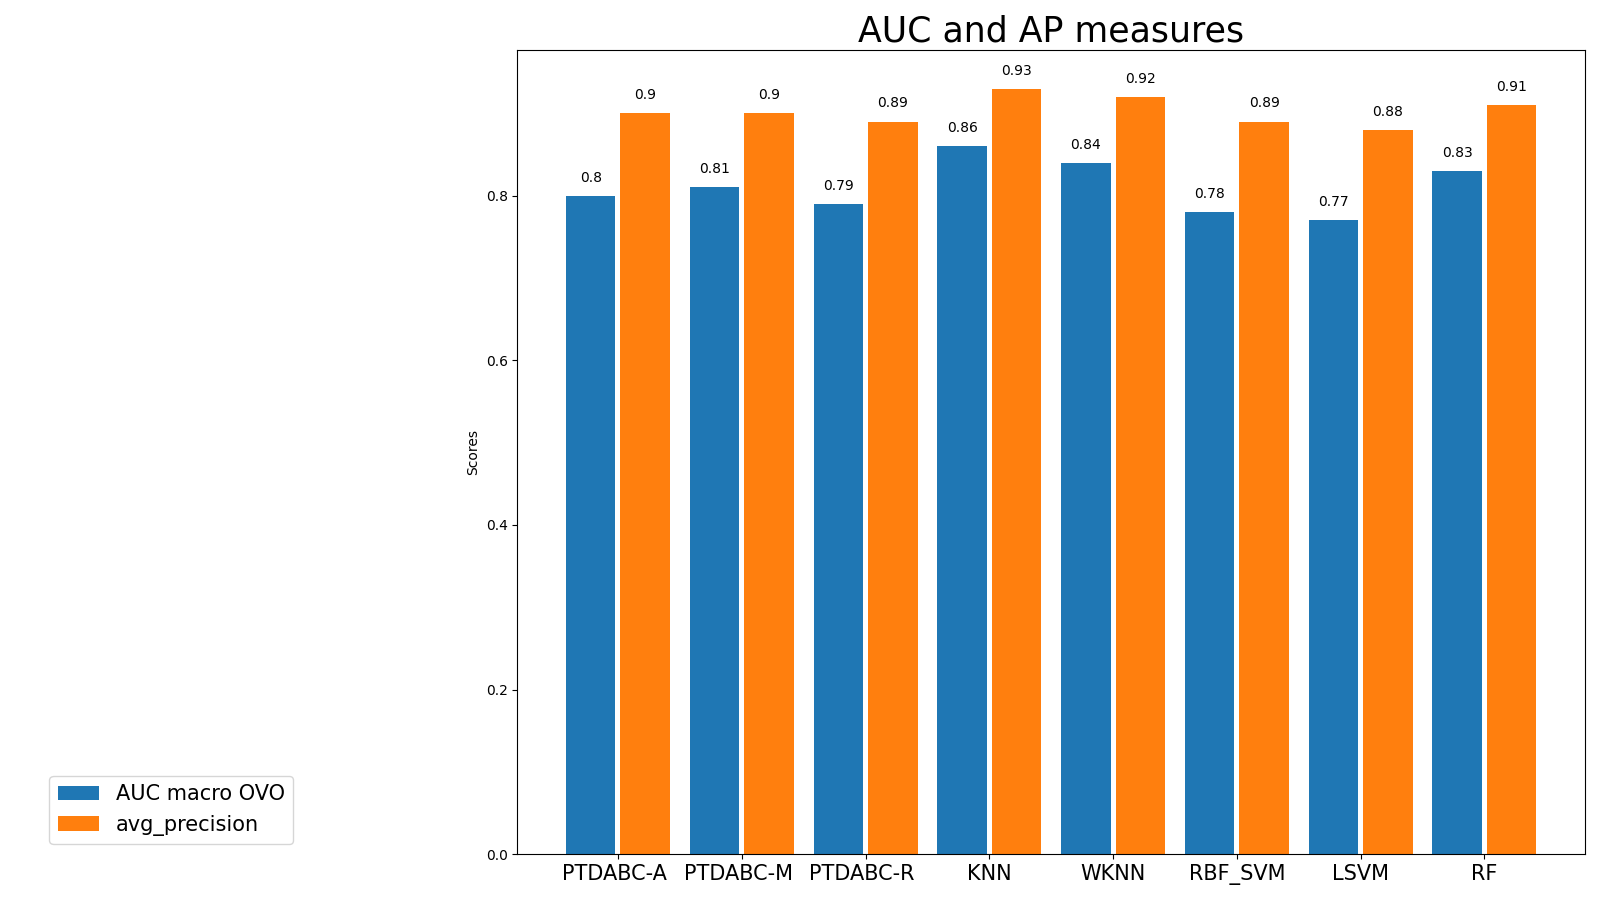 AUC and AP measures
0.9 0.9 0.89 0.93 0.92 0.89 0.88 0.91
0.8 0.81 0.79 0.86 0.84 0.78 0.77 0.83
0.8
0.6
Scores
0.4
0.2
0.0
PTDABC-A PTDABC-M PTDABC-R KNN WKNN RBF_SVM LSVM RF
AUC macro OVO
avg_precision